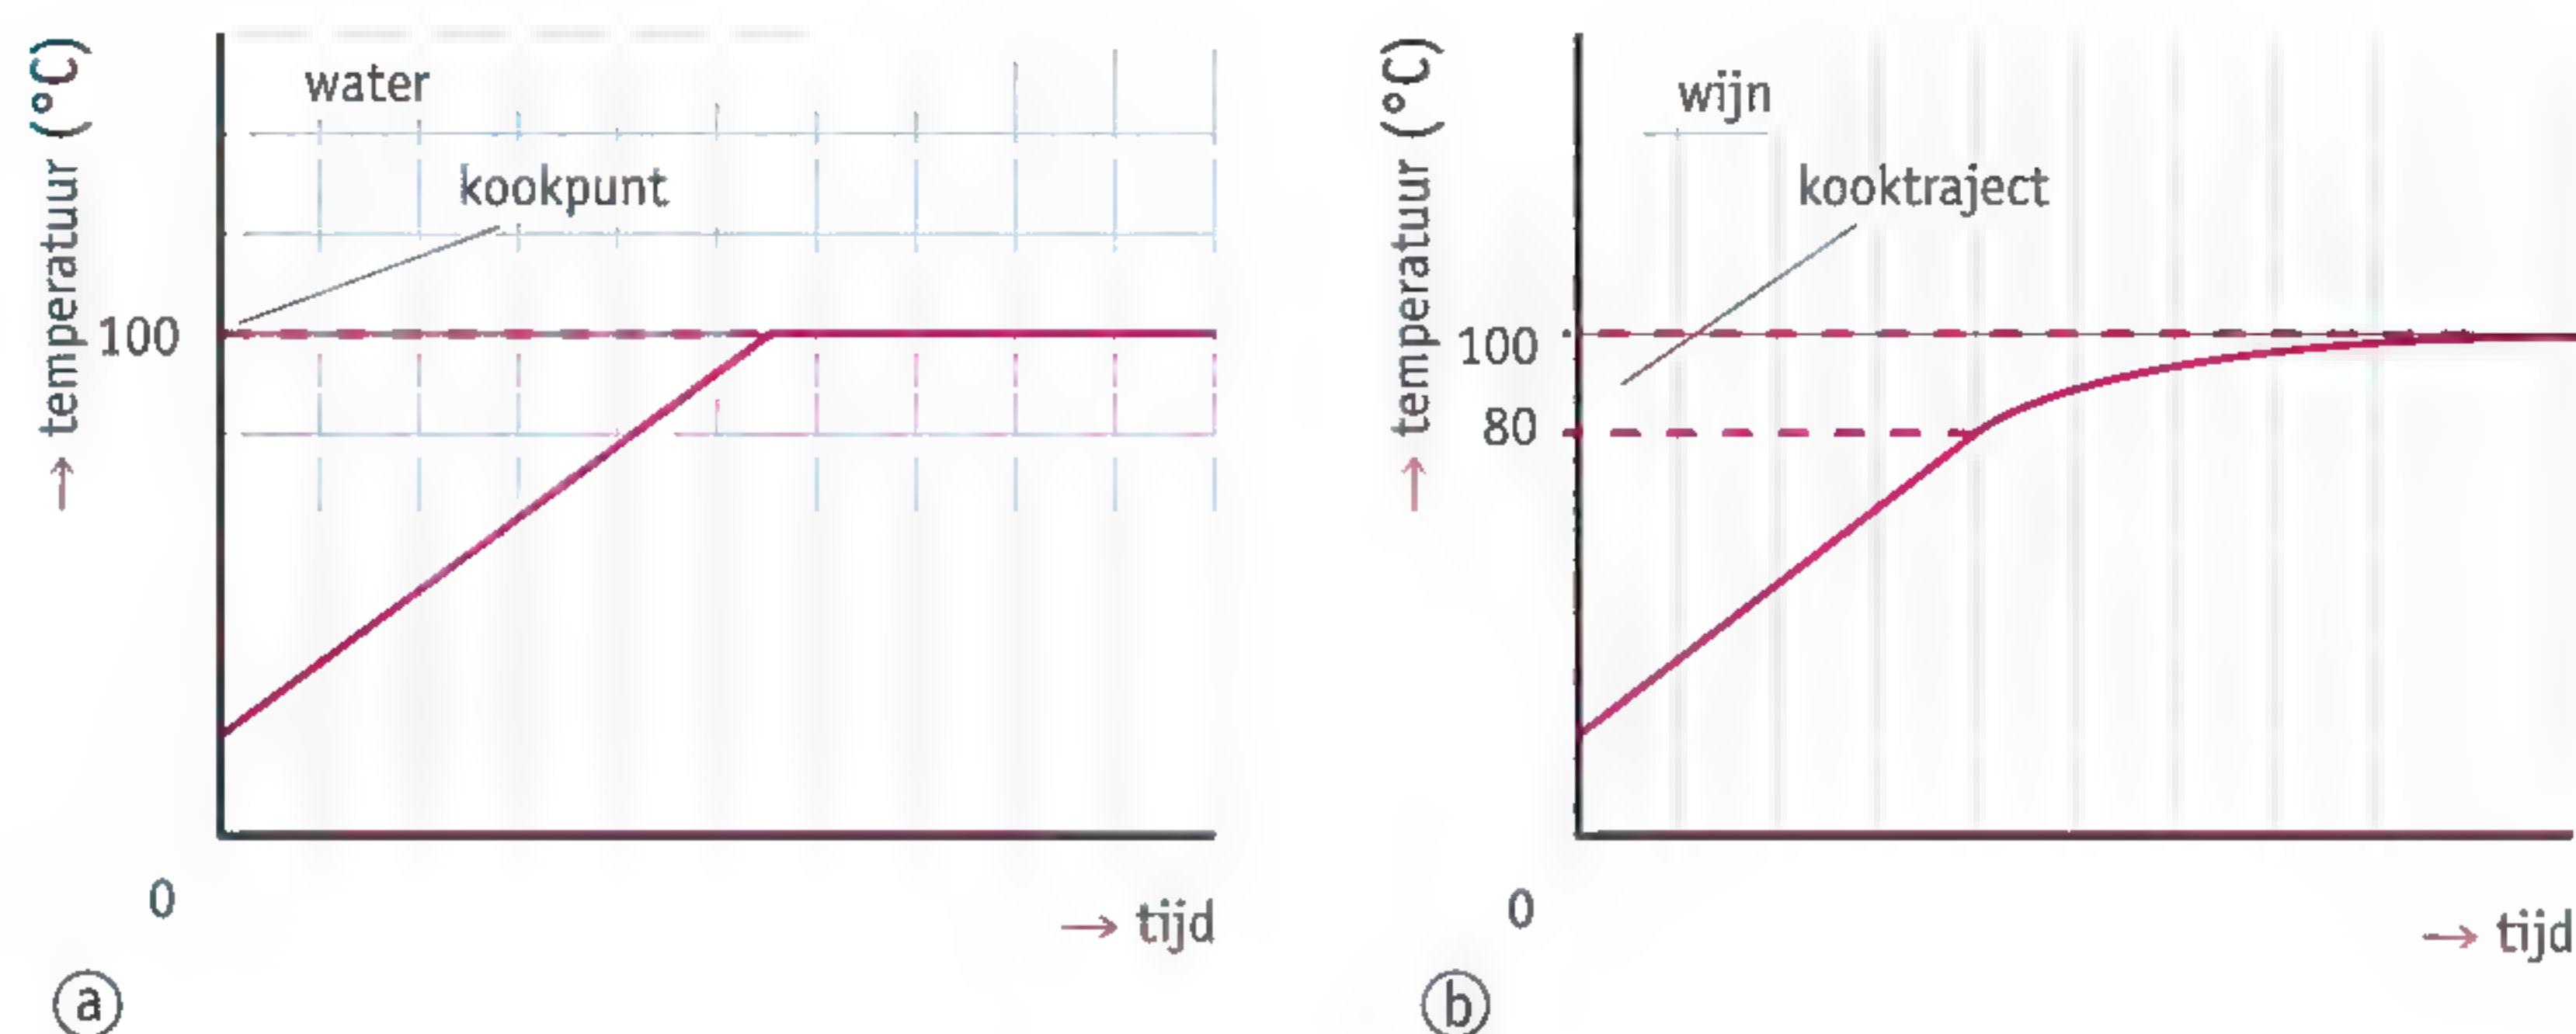 → temperatuur (°C)
water
kookpunt
100
0
→ tijd
a
→ temperatuur (°C)
wijn
kooktraject
100
80
0
→ tijd
b